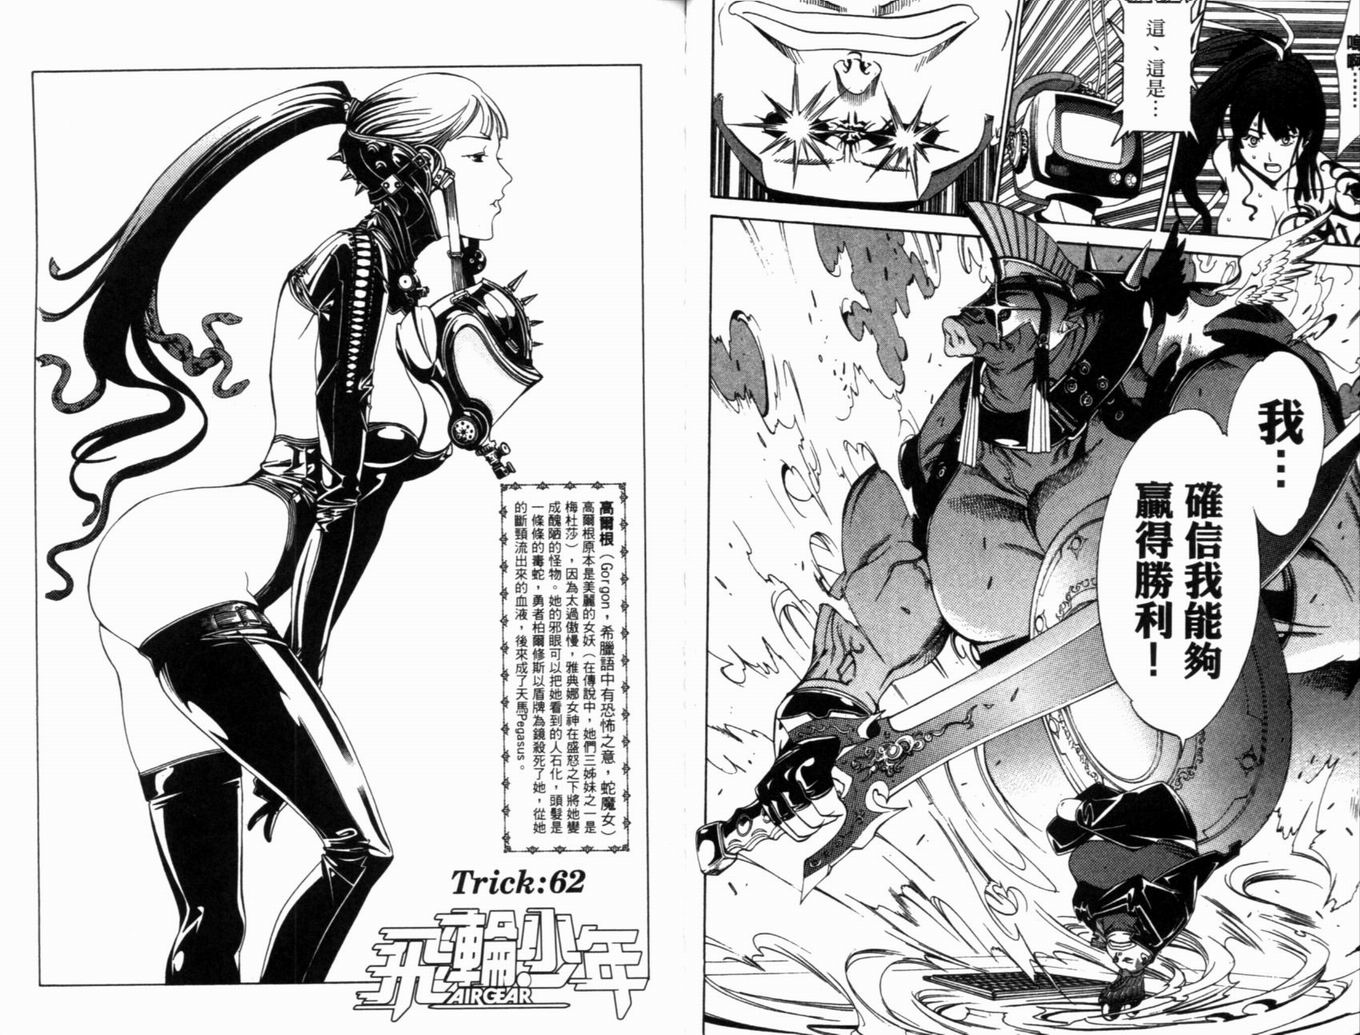 嗚啊……
這、這是…
我…
確信我能夠
贏得勝利！
高爾根（Gorgon，希臘語中有恐怖之意，蛇魔女）
高爾根原本是美麗的女妖（在傳說中，她們三姊妹之一是
梅杜莎），因為太過傲慢，雅典娜女神在盛怒之下將她變
成醜陋的怪物。她的邪眼可以把她看到的人石化，頭髮是
一條條的毒蛇，勇者柏爾修斯以盾牌為鏡殺死了她，從她
的斷頸流出來的血液，後來成了天馬Pegasus。
Trick:62
飛輪少年
AIRGEAR